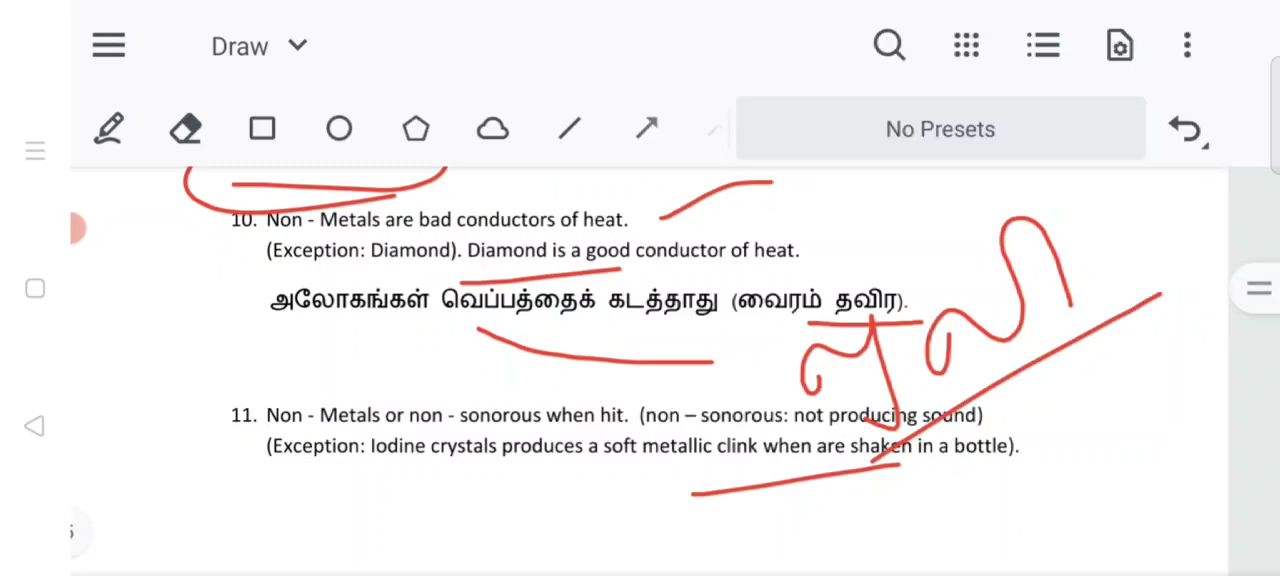 Draw
No Presets
10. Non - Metals are bad conductors of heat.
(Exception: Diamond). Diamond is a good conductor of heat.
அலோகங்கள் வெப்பத்தைக் கடத்தாது (வைரம் தவிர).
11. Non - Metals or non - sonorous when hit. (non – sonorous: not producing sound)
(Exception: Iodine crystals produces a soft metallic clink when are shaken in a bottle).